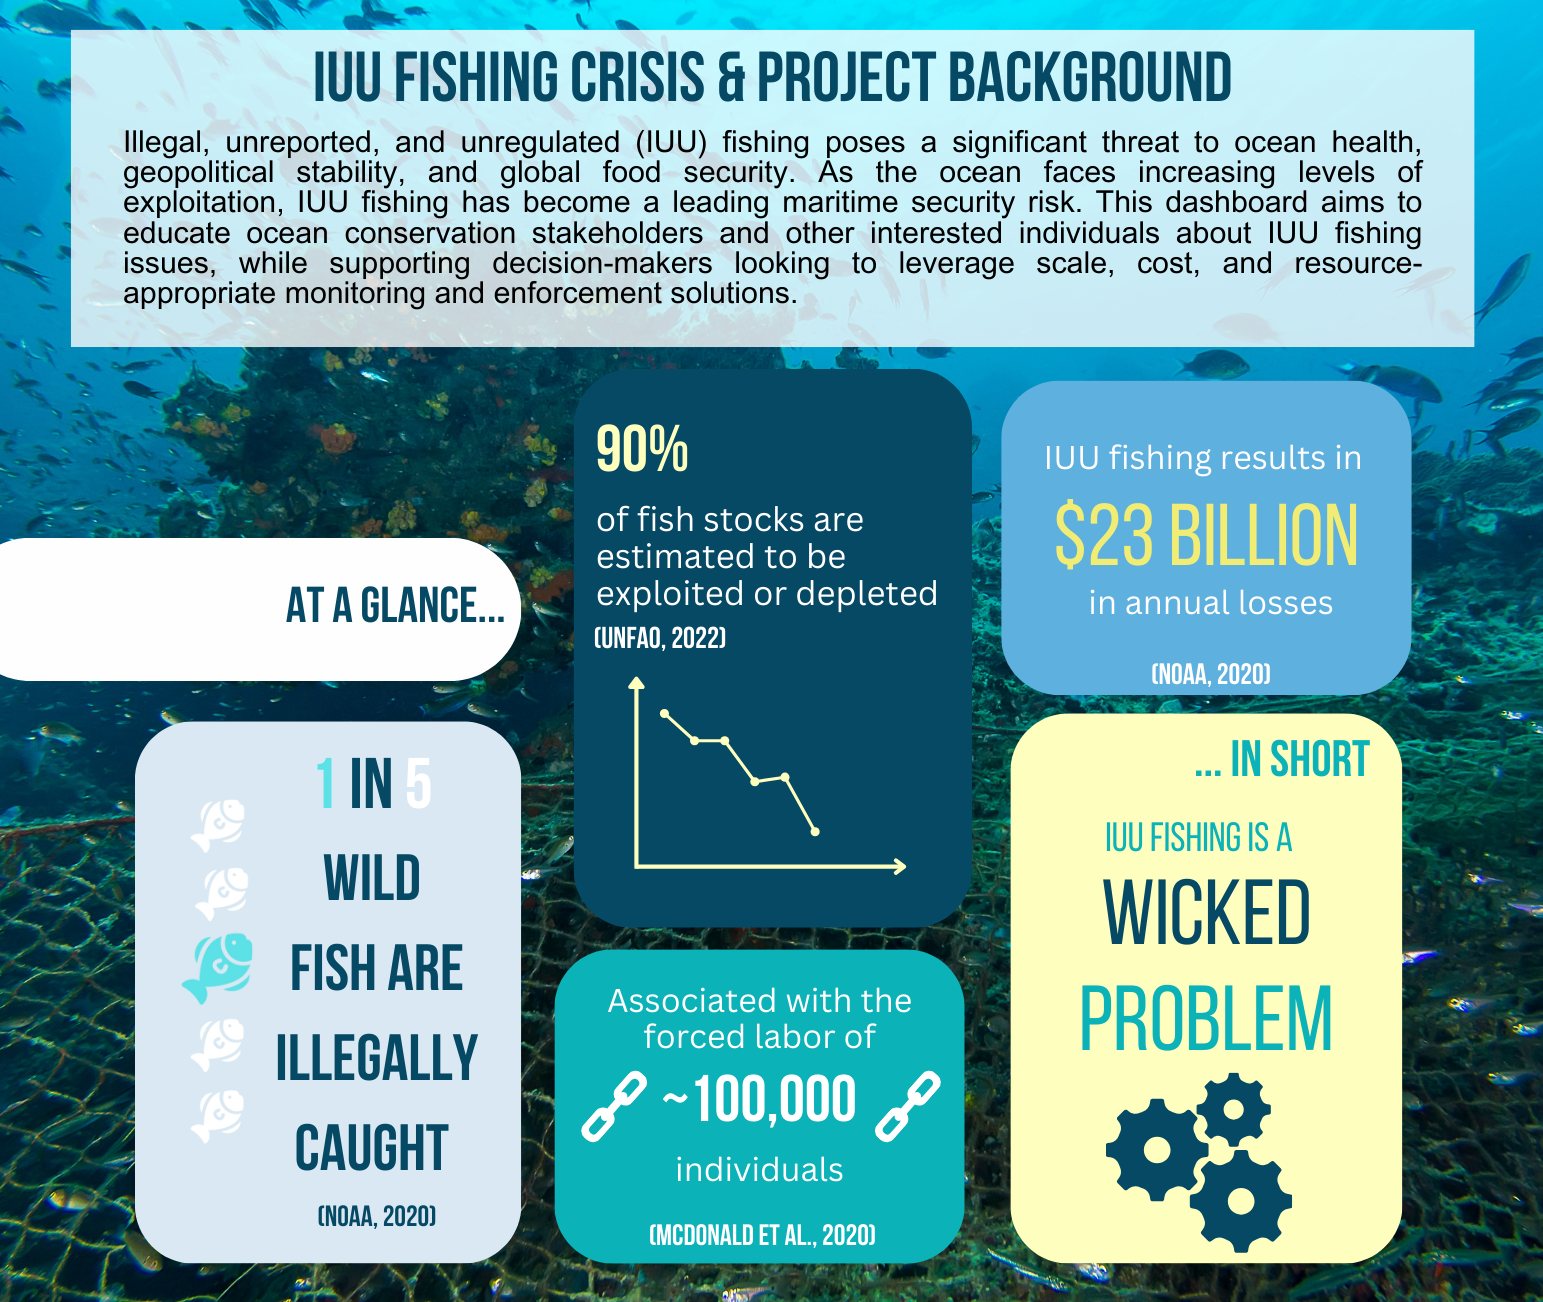 IUU FISHING CRISIS & PROJECT BACKGROUND
Illegal, unreported, and unregulated (IUU) fishing poses a significant threat to ocean health,
geopolitical stability, and global food security. As the ocean faces increasing levels of
exploitation, IUU fishing has become a leading maritime security risk. This dashboard aims to
educate ocean conservation stakeholders and other interested individuals about IUU fishing
issues, while supporting decision-makers looking to leverage scale, cost, and resource-
appropriate monitoring and enforcement solutions.
AT A GLANCE...
1 IN 5
WILD
FISH ARE
ILLEGALLY
CAUGHT
(NOAA, 2020)
90%
of fish stocks are
estimated to be
exploited or depleted
(UNFAO, 2022)
Associated with the
forced labor of
~100,000
individuals
(MCDONALD ET AL., 2020)
IUU fishing results in
$23 BILLION
in annual losses
(NOAA, 2020)
... IN SHORT
IUU FISHING IS A
WICKED
PROBLEM